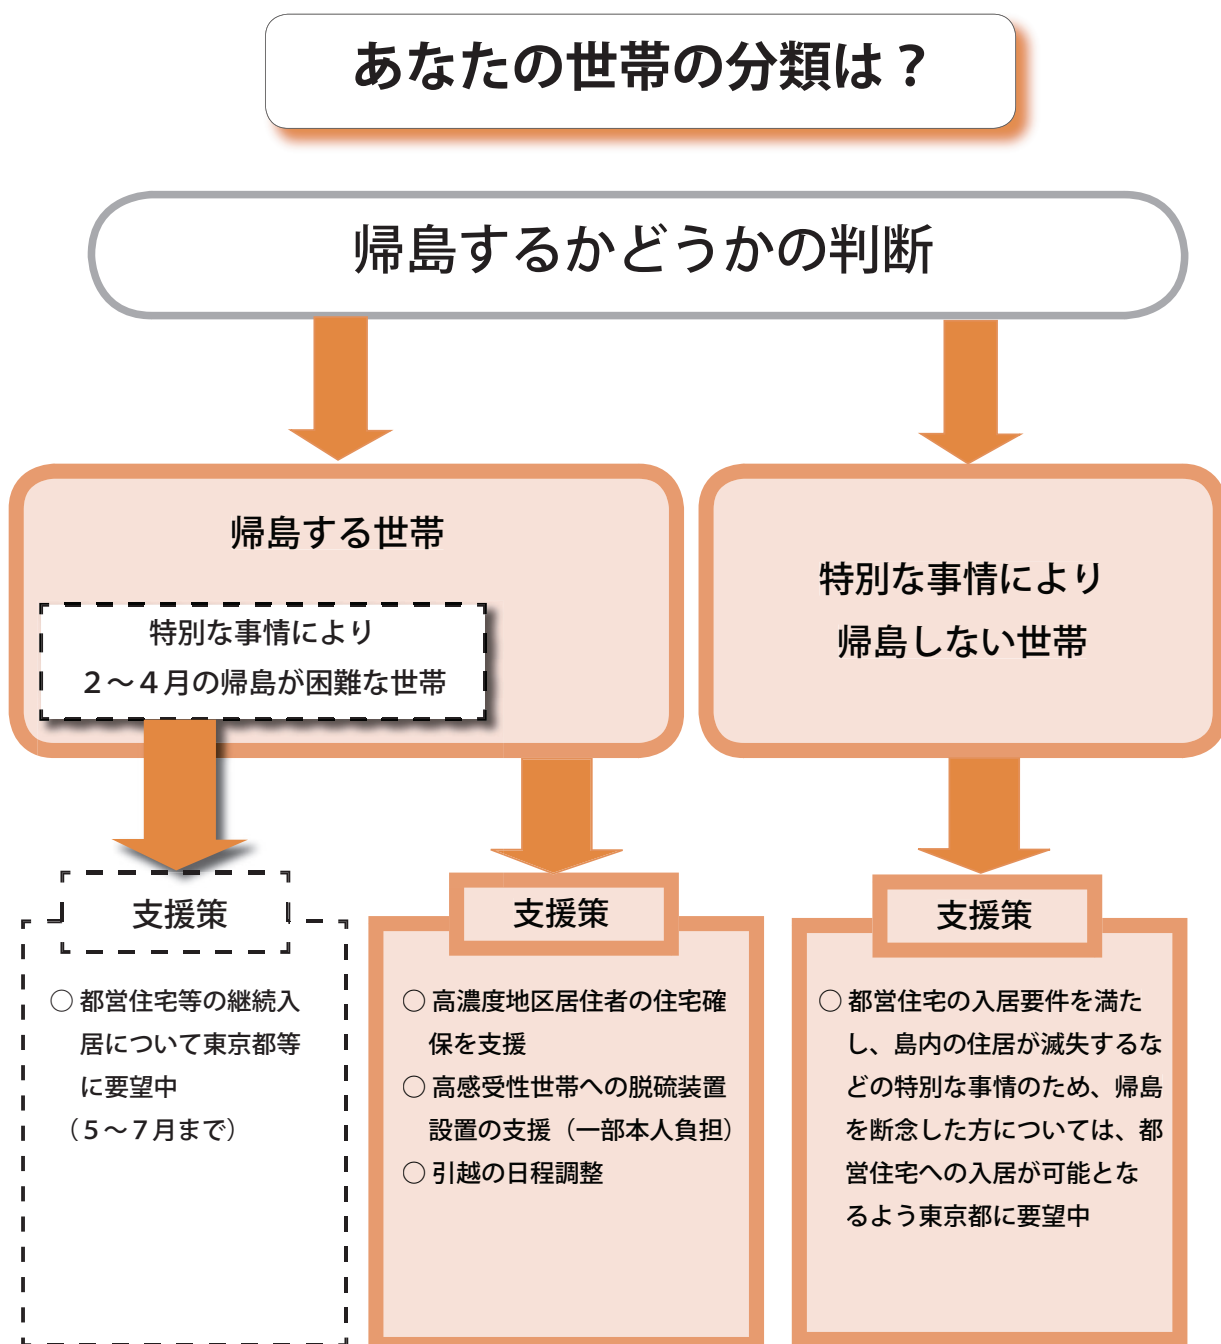 あなたの世帯の分類は？
帰島するかどうかの判断
帰島する世帯
特別な事情により
２～４月の帰島が困難な世帯
特別な事情により
帰島しない世帯
支援策
○ 都営住宅等の継続入
居について東京都等
に要望中
（５～７月まで）
支援策
○ 高濃度地区居住者の住宅確
保を支援
○ 高感受性世帯への脱硫装置
設置の支援（一部本人負担）
○ 引越の日程調整
支援策
○ 都営住宅の入居要件を満た
し、島内の住居が滅失するな
どの特別な事情のため、帰島
を断念した方については、都
営住宅への入居が可能とな
るよう東京都に要望中